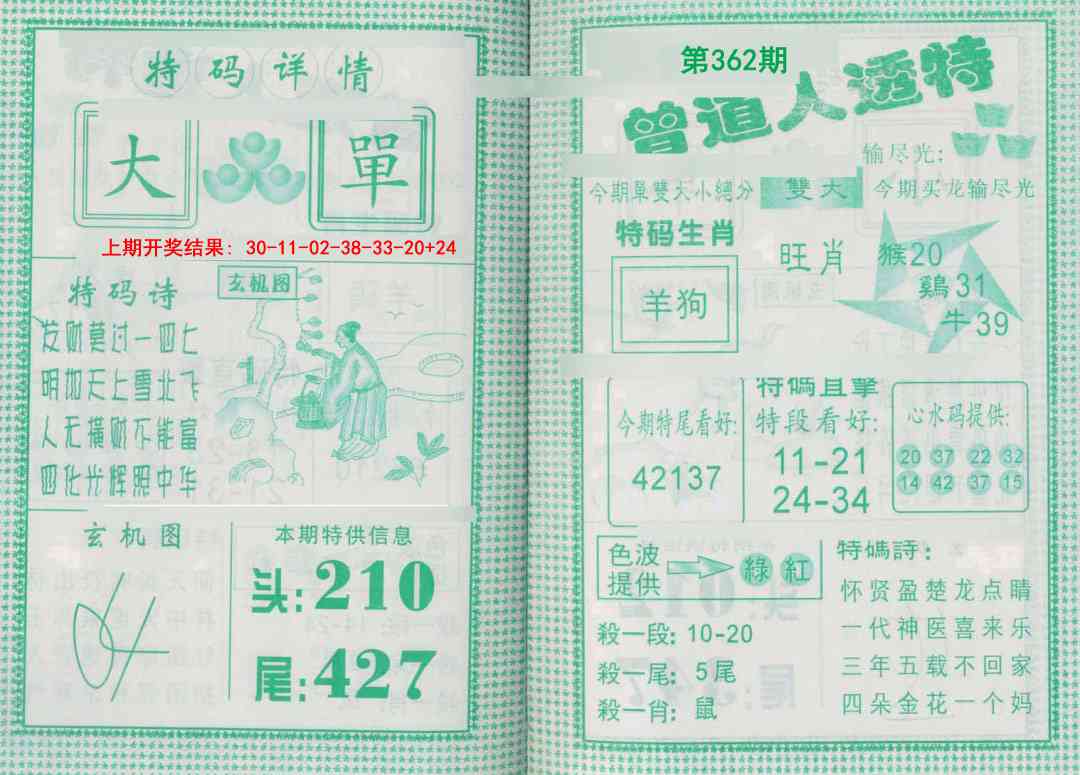 特码详情
大 單
上期开奖结果: 30-11-02-38-33-20+24
特码诗
发财莫过一四七
明加天上雪北飞
人无横财不能富
四化光辉照中华
玄机图
1
玄机图
本期特供信息
头:210
尾:427
第362期
曾道人透特
输尽光:
今期單雙大小純分 雙大 今期买龙输尽光
特码生肖
羊狗
旺肖
猴20
鷄31
牛39
今期特尾看好:
42137
特碼直擊
特段看好:
11-21
24-34
心水码提供:
20 37 22 32
14 42 37 15
色波
提供
綠 紅
殺一段: 10-20
殺一尾: 5尾
殺一肖: 鼠
特碼詩:
怀贤盈楚龙点睛
一代神医喜来乐
三年五载不回家
四朵金花一个妈